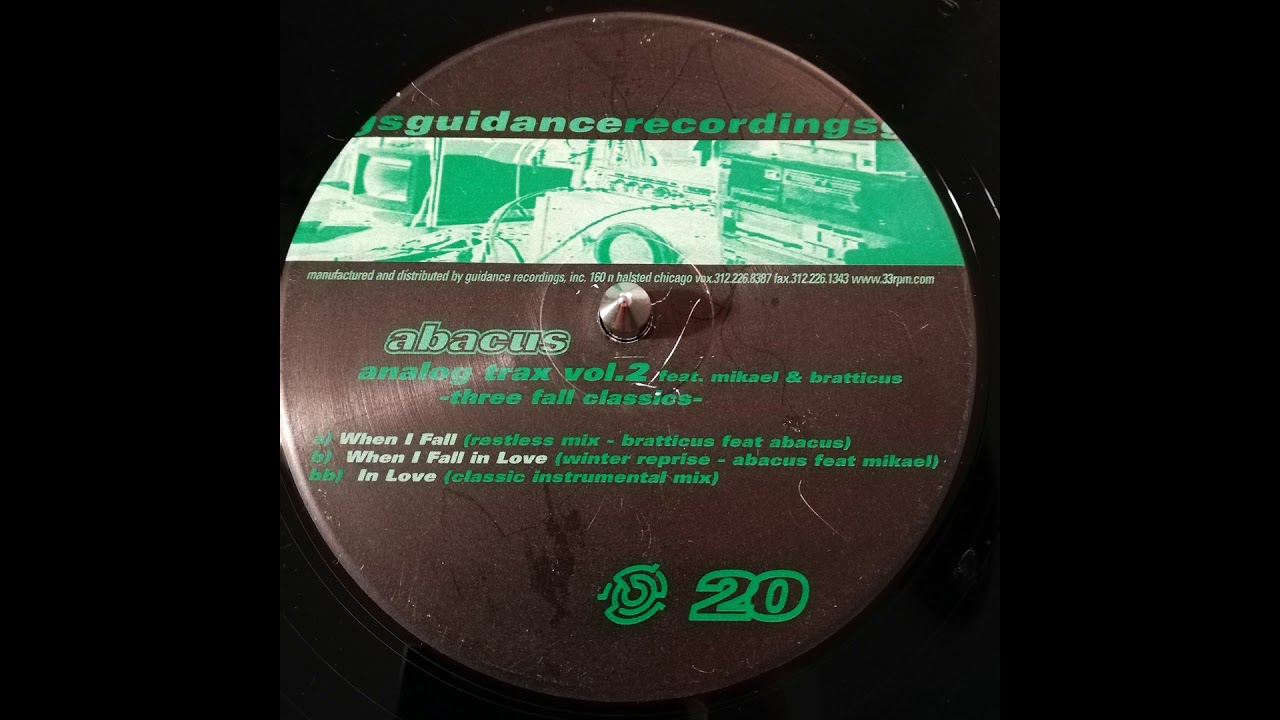 gsguidancerecordingsg
manufactured and distributed by guidance recordings, inc. 160 n halsted chicago vox.312.226.8387 fax.312.226.1343 www.33rpm.com
abacus
analog trax vol.2 feat. mikael & bratticus
-three fall classics-
a) When I Fall (restless mix - bratticus feat abacus)
b) When I Fall in Love (winter reprise - abacus feat mikael)
bb) In Love (classic instrumental mix)
20